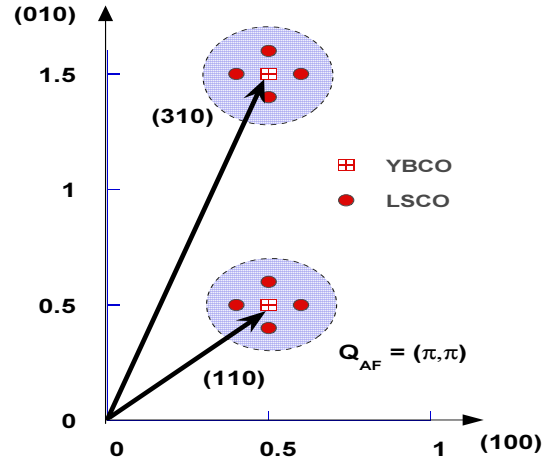 (010)
1.5
(310)
YBCO
1
LSCO
0.5
Q_AF = (π,π)
(110)
0
0 0.5 1 (100)